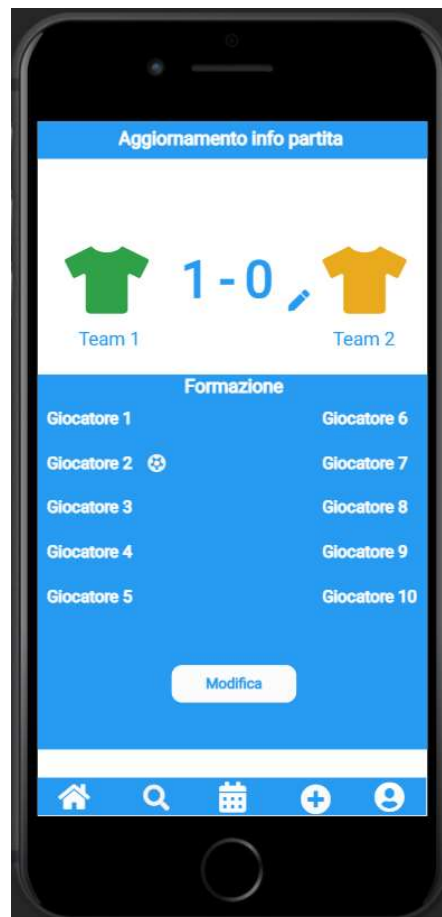 Aggiornamento info partita
1 - 0
Team 1 Team 2
Formazione
Giocatore 1 Giocatore 6
Giocatore 2 Giocatore 7
Giocatore 3 Giocatore 8
Giocatore 4 Giocatore 9
Giocatore 5 Giocatore 10
Modifica